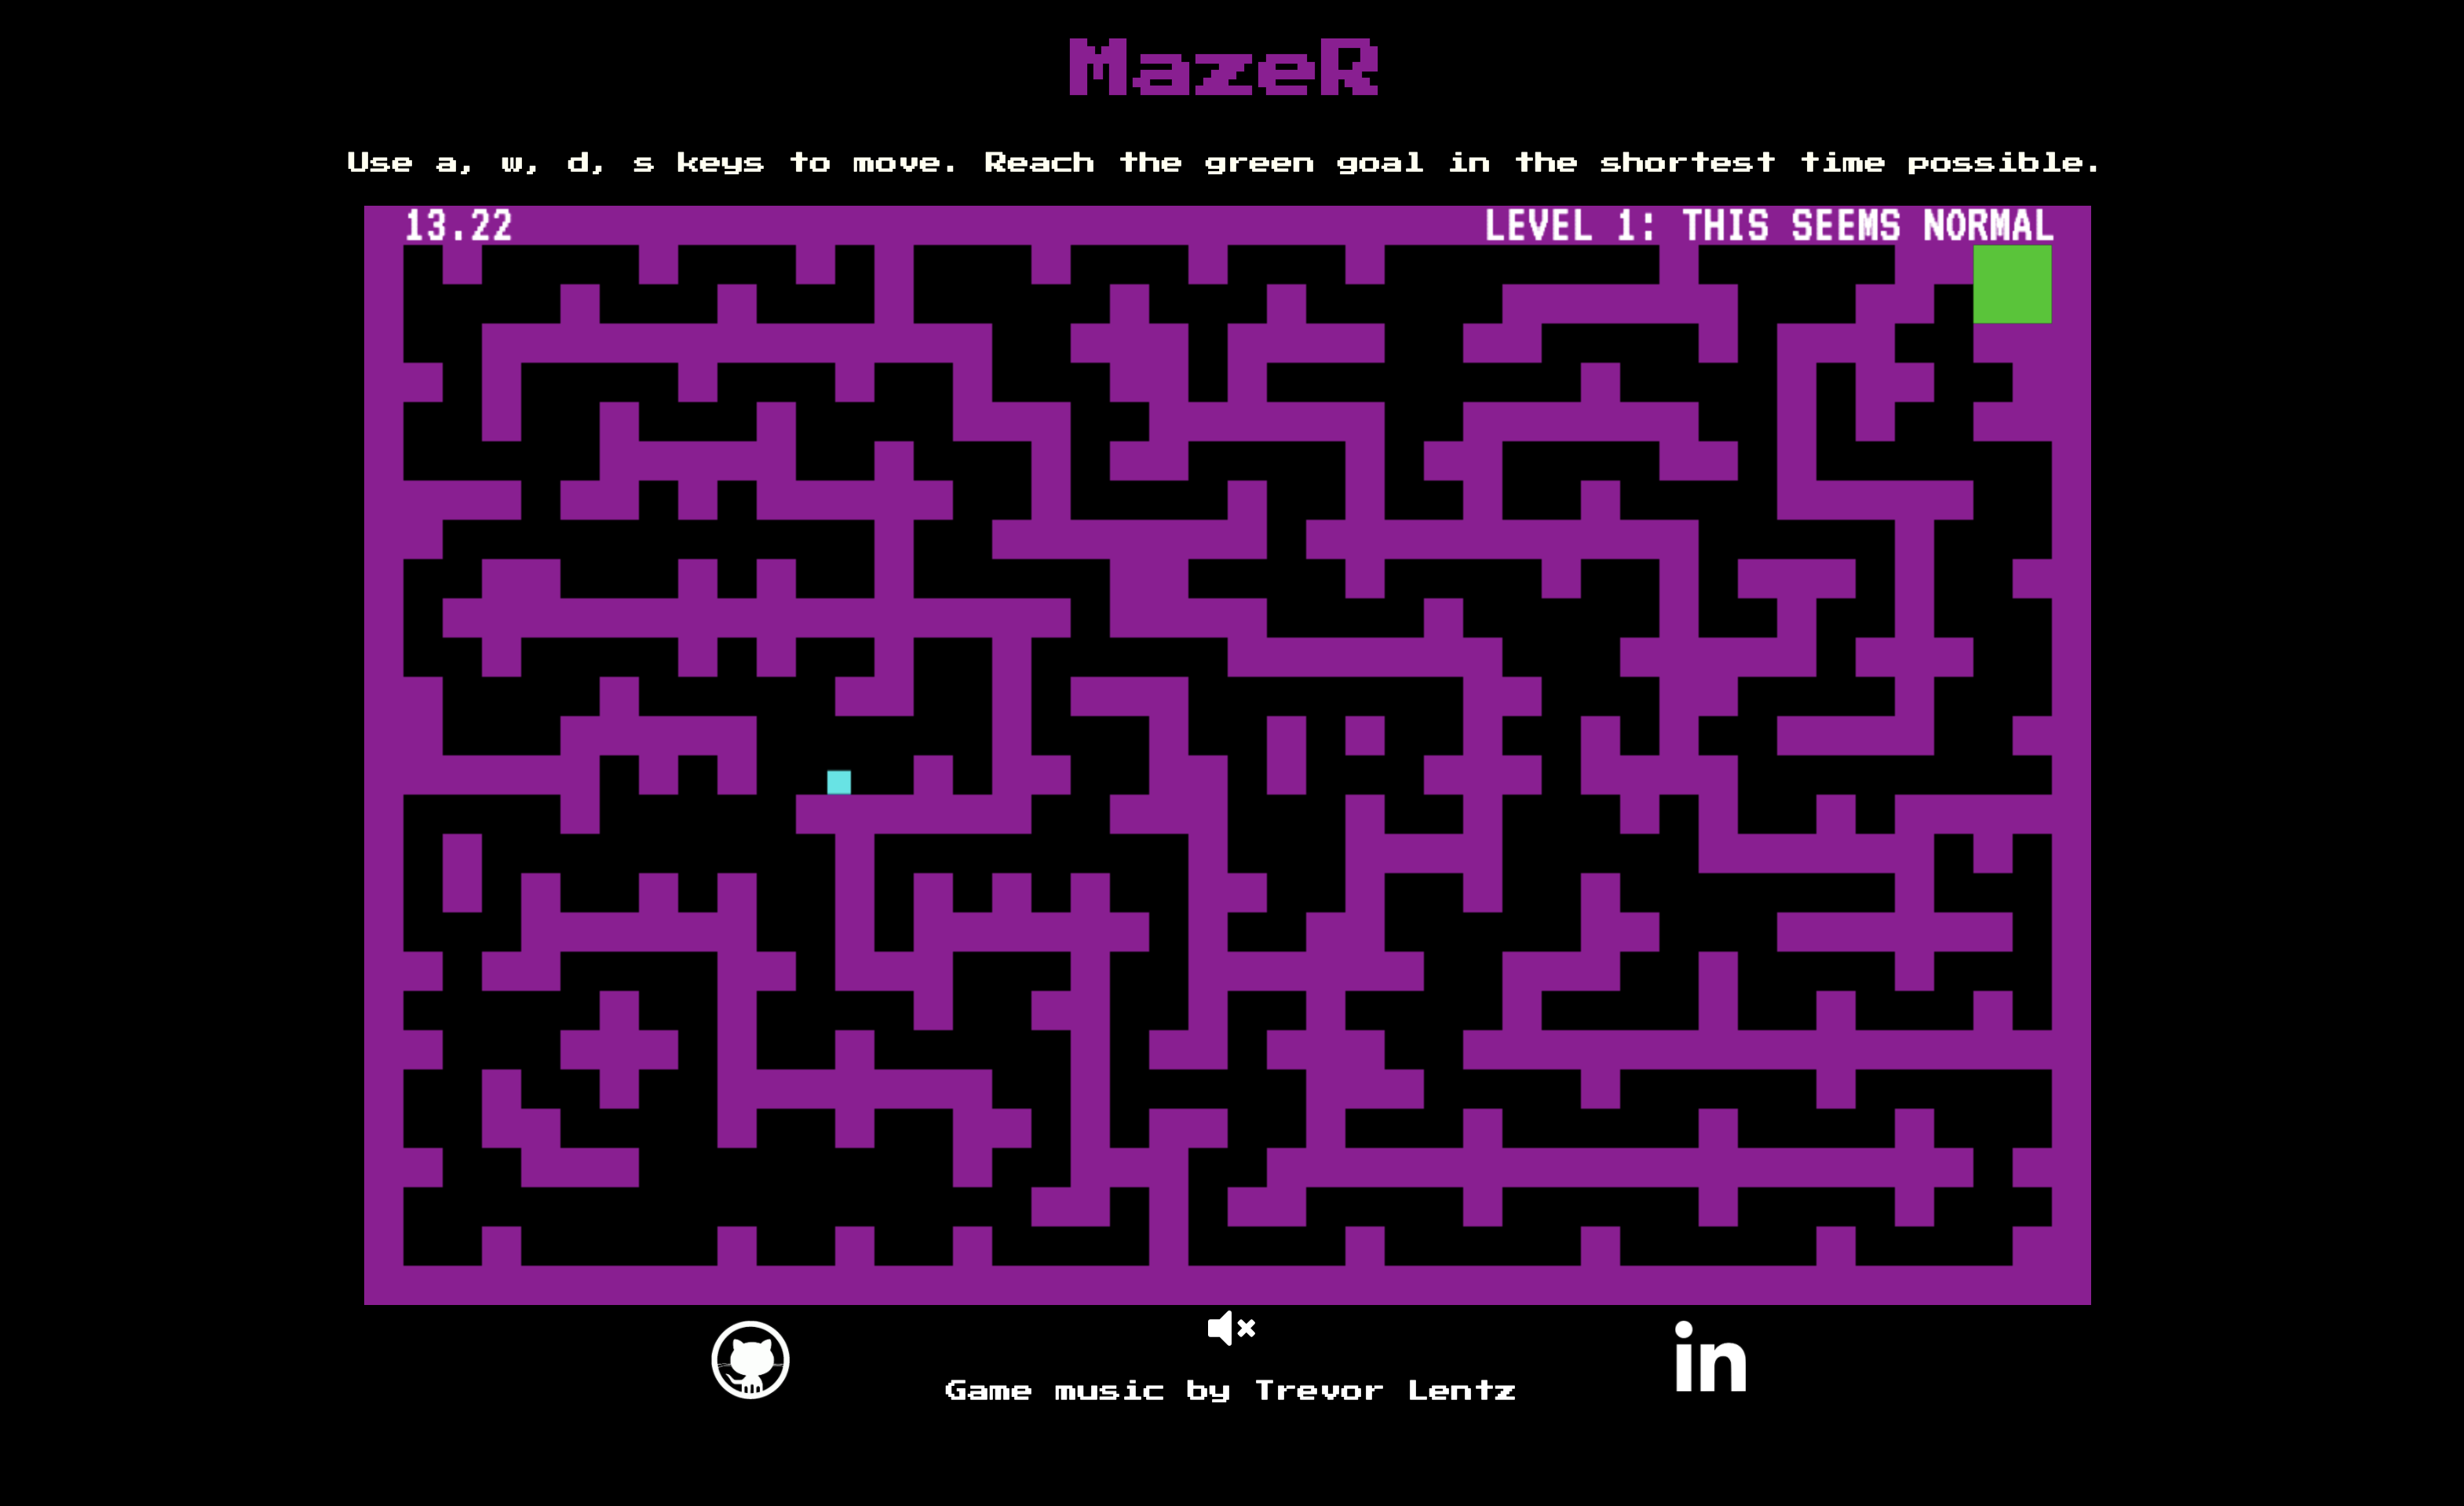 MazeR
Use a, w, d, s keys to move. Reach the green goal in the shortest time possible.
13.22 LEVEL 1: THIS SEEMS NORMAL
in
Game music by Trevor Lentz